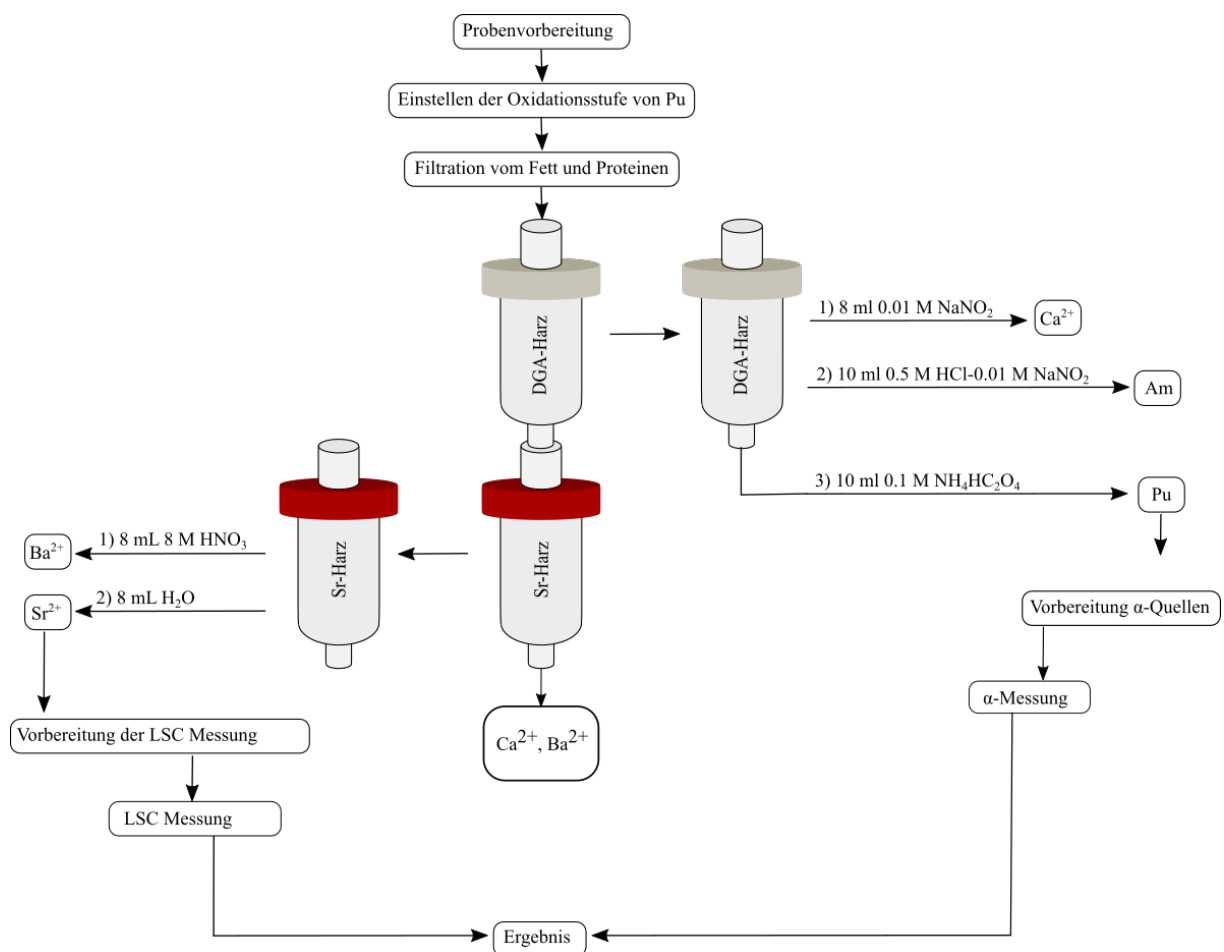 Probenvorbereitung
Einstellen der Oxidationsstufe von Pu
Filtration vom Fett und Proteinen
DGA-Harz
DGA-Harz
1) 8 ml 0.01 M NaNO₂
Ca²⁺
2) 10 ml 0.5 M HCl-0.01 M NaNO₂
Am
3) 10 ml 0.1 M NH₄HC₂O₄
Pu
Sr-Harz
Sr-Harz
1) 8 mL 8 M HNO₃
Ba²⁺
2) 8 mL H₂O
Sr²⁺
Vorbereitung α-Quellen
α-Messung
Vorbereitung der LSC Messung
Ca²⁺, Ba²⁺
LSC Messung
Ergebnis